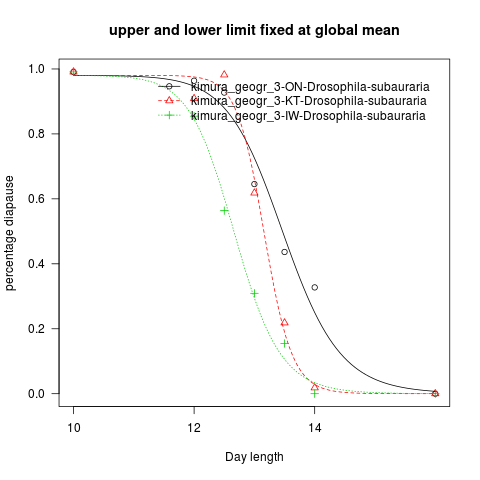 upper and lower limit fixed at global mean
1.0
0.8
0.6
0.4
0.2
0.0
percentage diapause
kimura_geogr_3-ON-Drosophila-subauraria
kimura_geogr_3-KT-Drosophila-subauraria
kimura_geogr_3-IW-Drosophila-subauraria
10
12
14
Day length